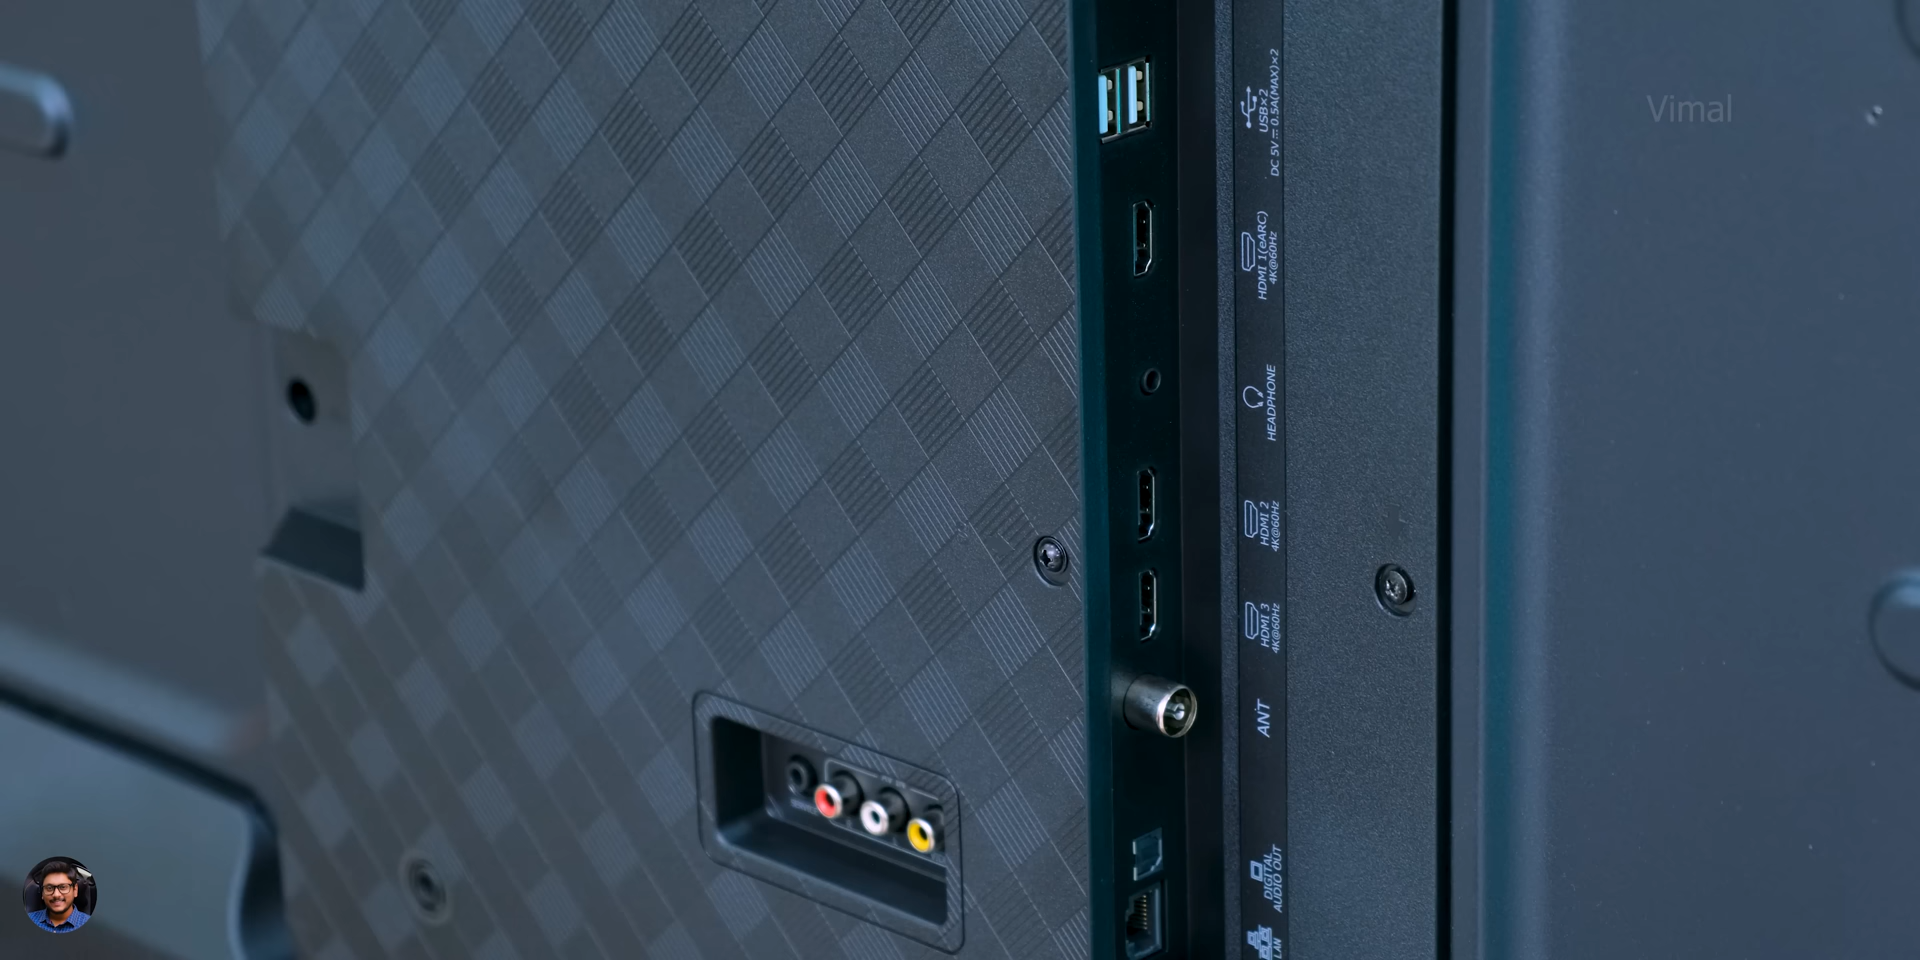 Vimal
USB×2
DC 5V ⎓ 0.5A(MAX)×2
HDMI 1(eARC)
4K@60Hz
HEADPHONE
HDMI 2
4K@60Hz
HDMI 3
4K@60Hz
ANT
DIGITAL
AUDIO OUT
LAN